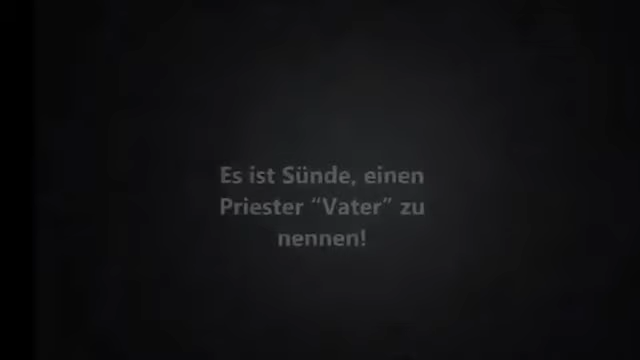 Es ist Sünde, einen
Priester “Vater” zu
nennen!